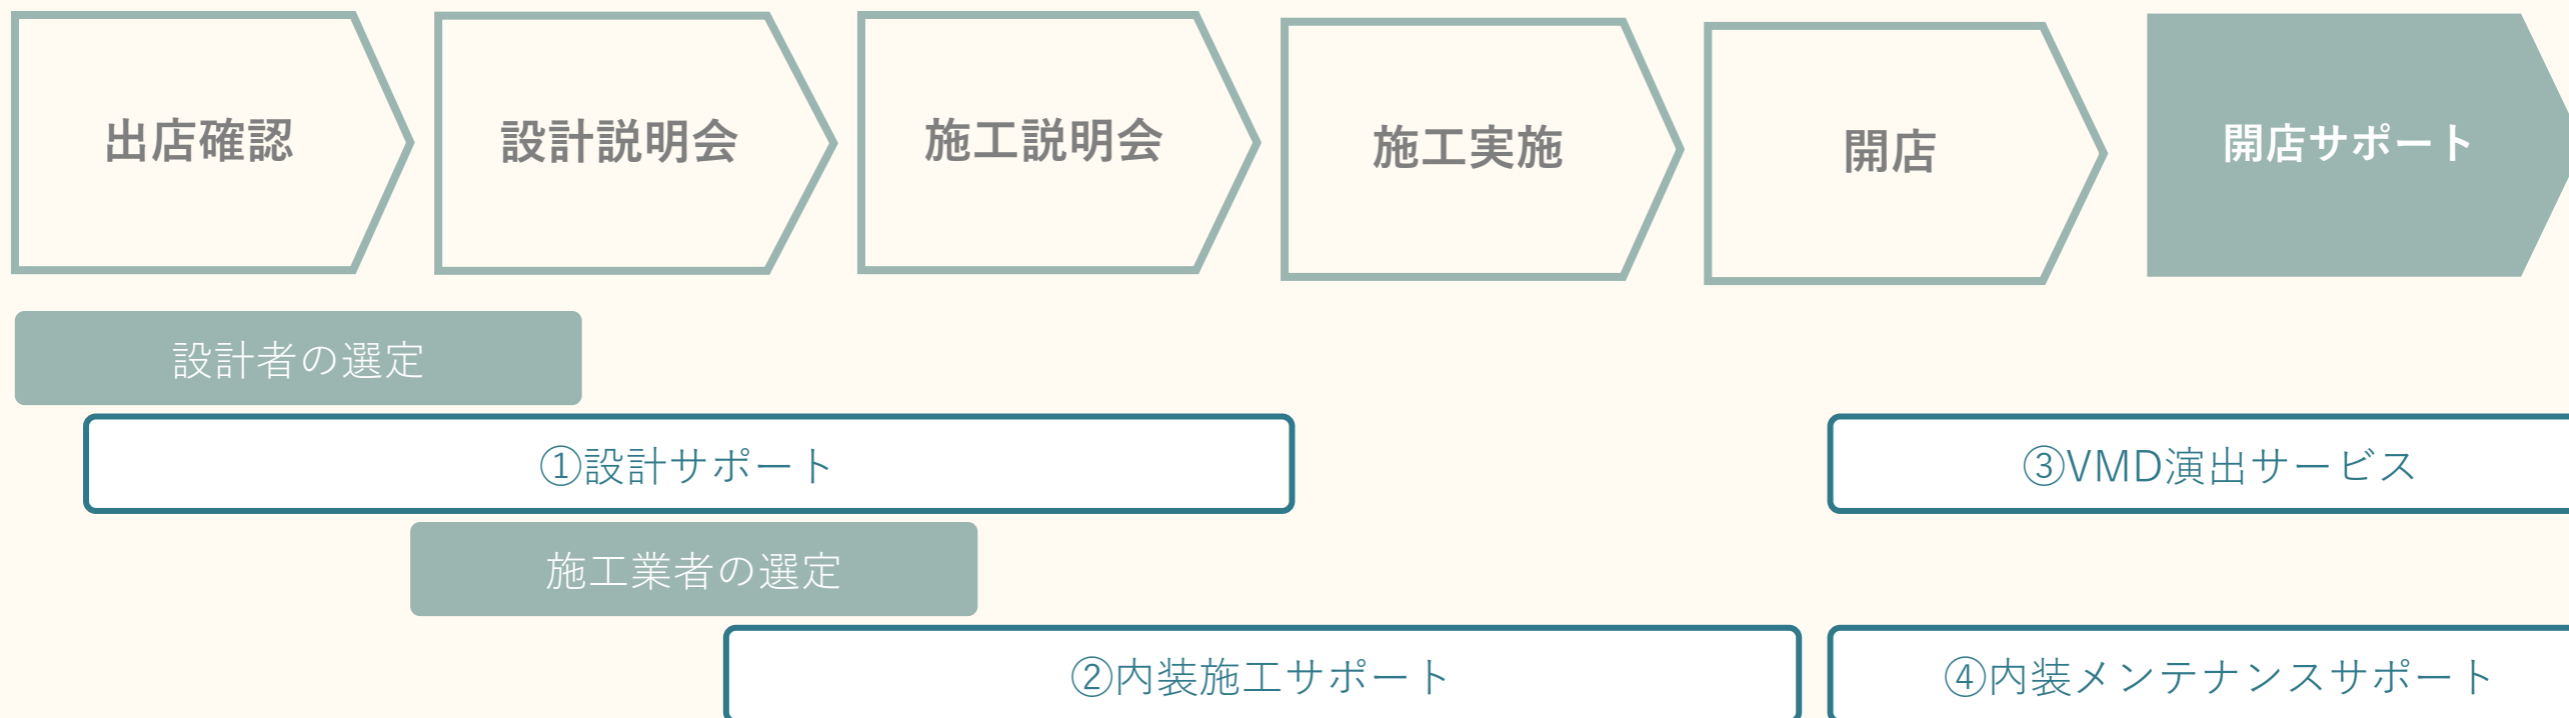 出店確認
設計説明会
施工説明会
施工実施
開店
開店サポート
設計者の選定
①設計サポート
③VMD演出サービス
施工業者の選定
②内装施工サポート
④内装メンテナンスサポート